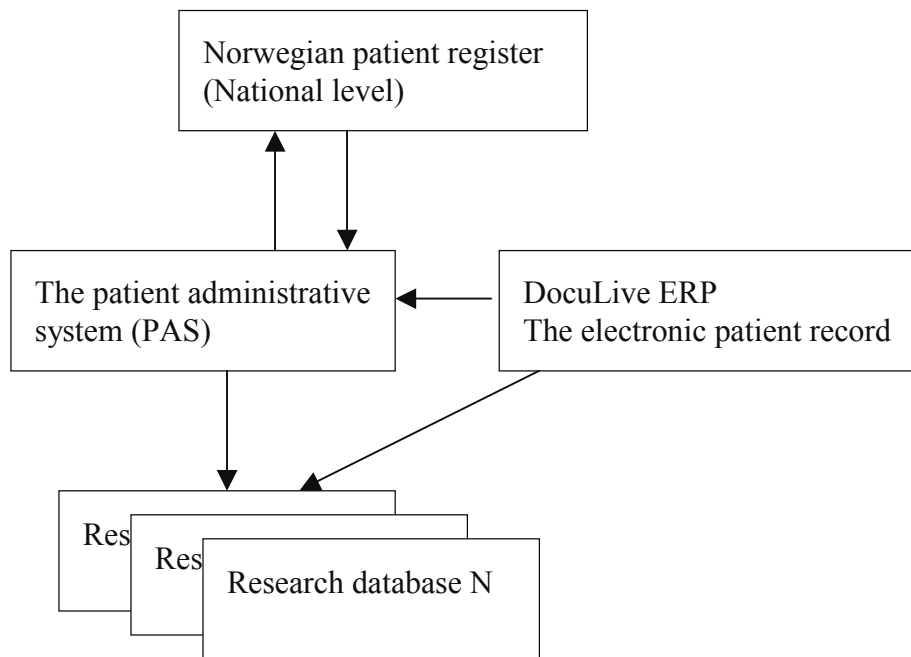 Norwegian patient register
(National level)
The patient administrative
system (PAS)
DocuLive ERP
The electronic patient record
Res
Res
Research database N